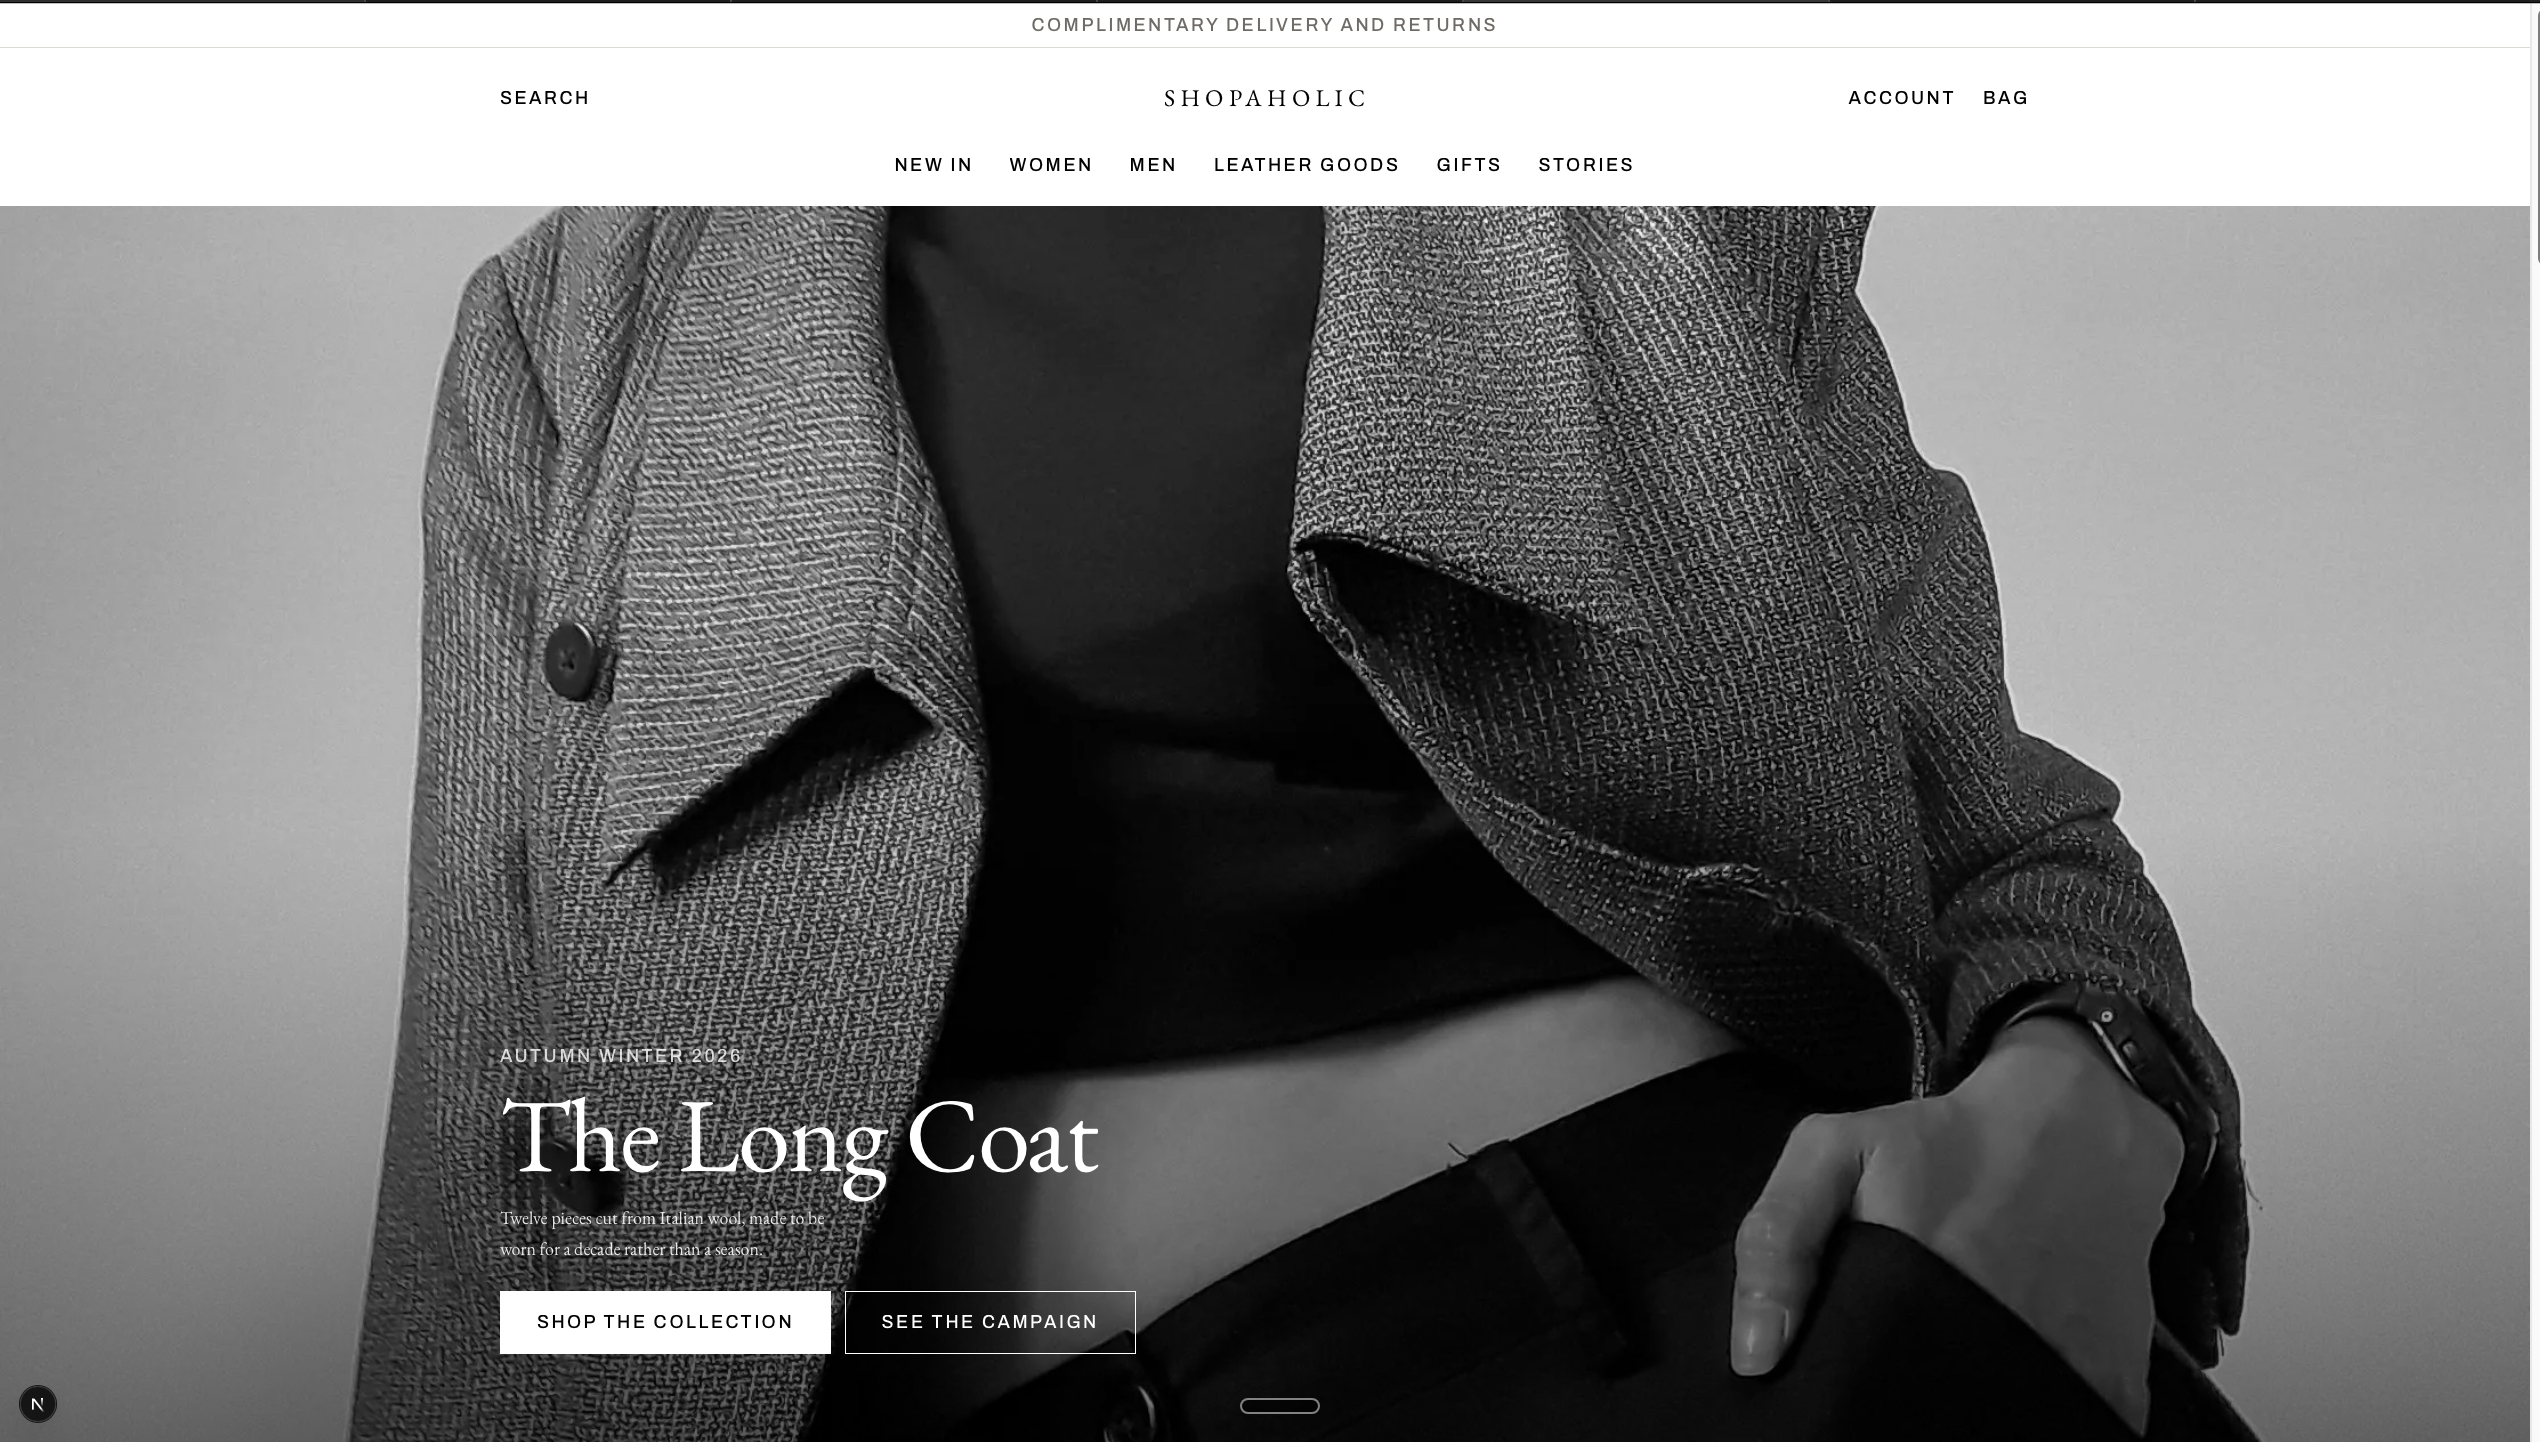 COMPLIMENTARY DELIVERY AND RETURNS
SEARCH
SHOPAHOLIC
ACCOUNT BAG
NEW IN WOMEN MEN LEATHER GOODS GIFTS STORIES
AUTUMN WINTER 2026
The Long Coat
Twelve pieces cut from Italian wool, made to be
worn for a decade rather than a season.
SHOP THE COLLECTION SEE THE CAMPAIGN
N